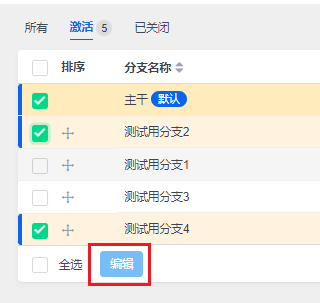 所有 激活 5 已关闭
排序 分支名称
主干 默认
测试用分支2
测试用分支1
测试用分支3
测试用分支4
全选 编辑